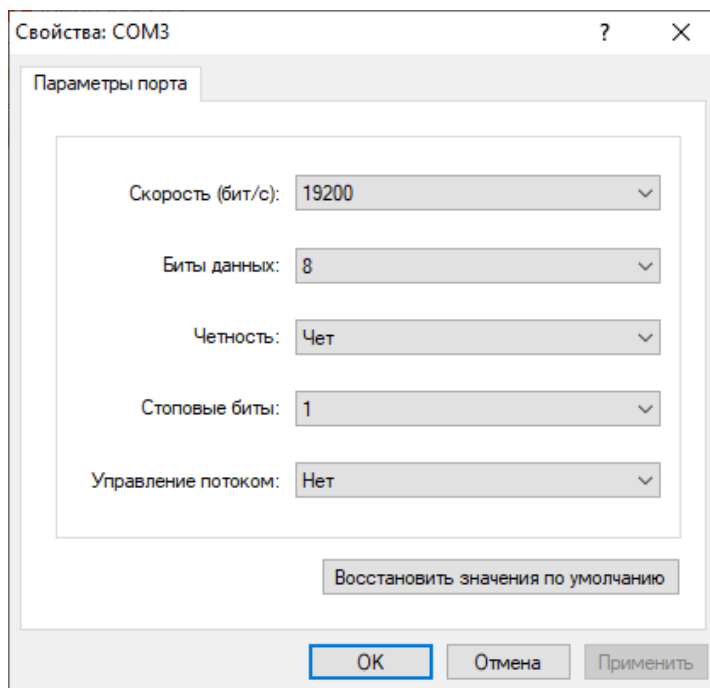 Свойства: COM3 ?
Параметры порта
Скорость (бит/с): 19200
Биты данных: 8
Четность: Чет
Стоповые биты: 1
Управление потоком: Нет
Восстановить значения по умолчанию
OK Отмена Применить